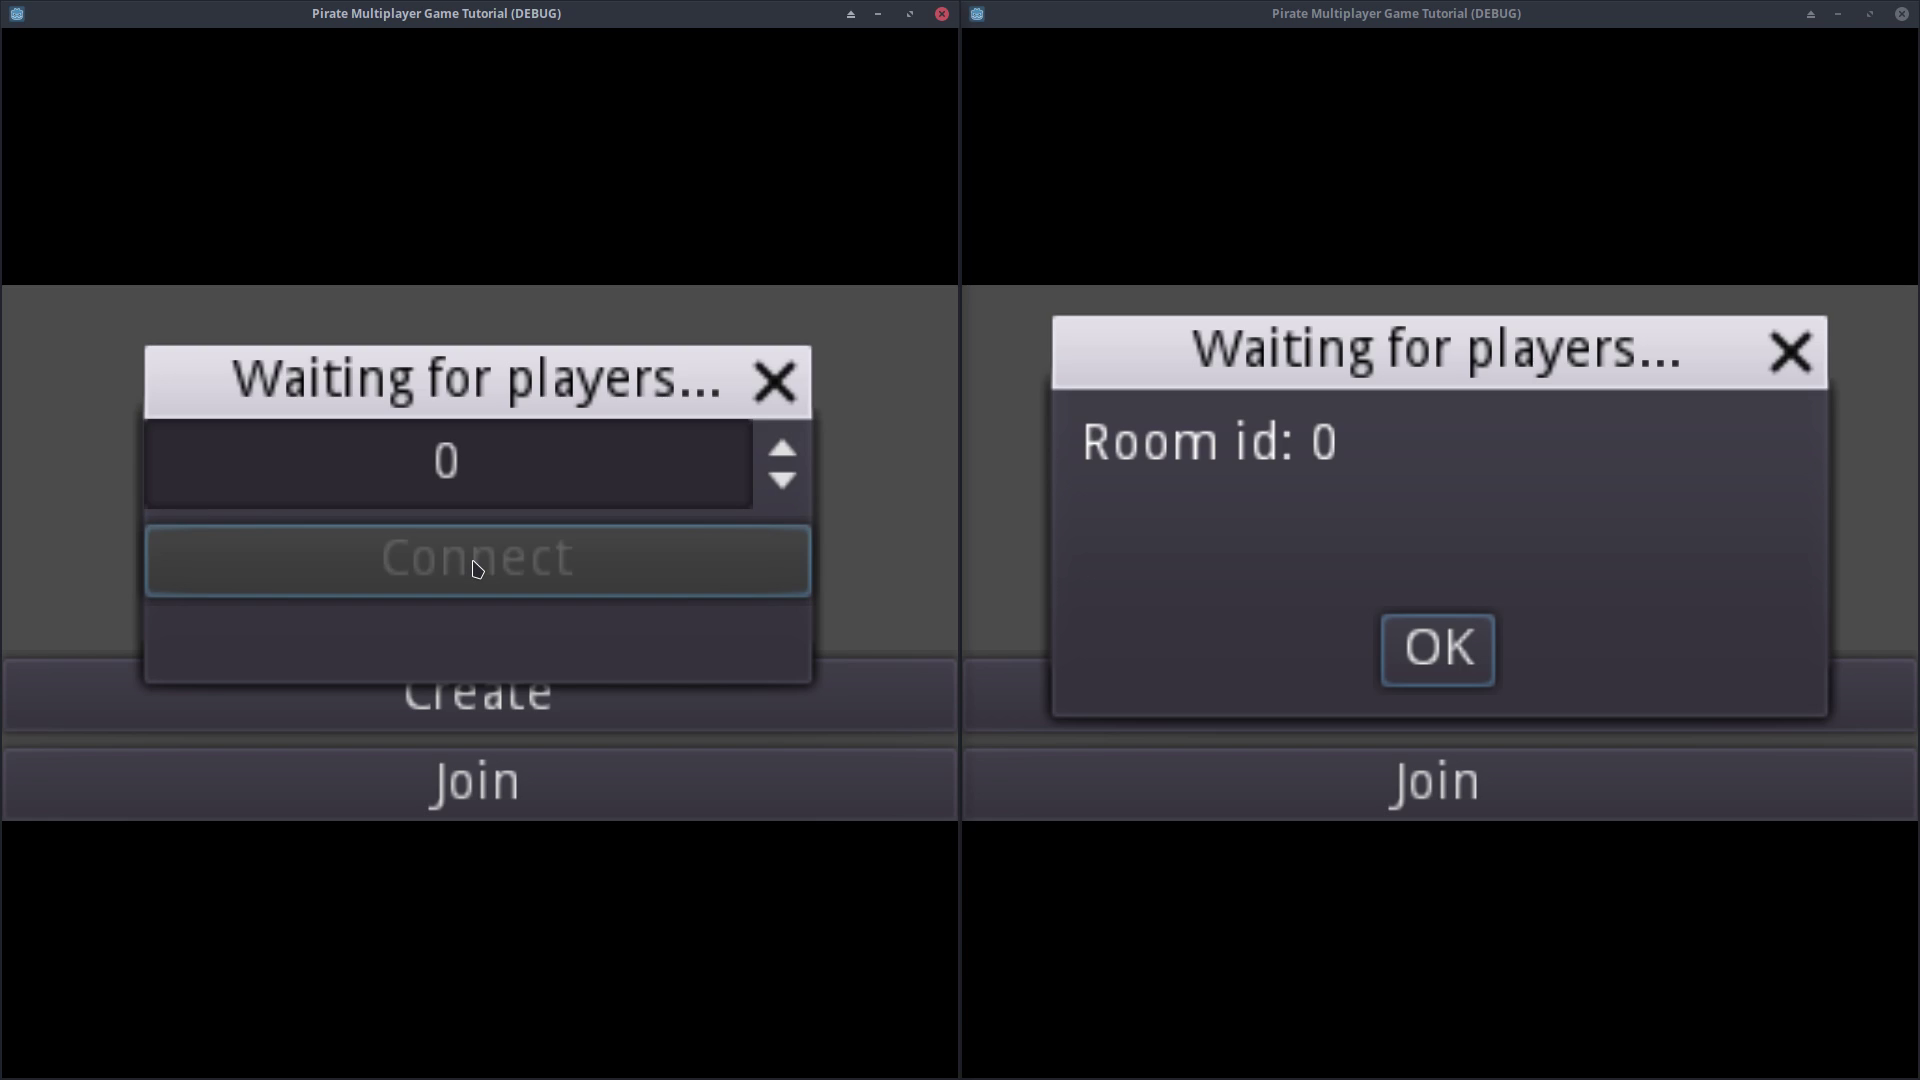 Pirate Multiplayer Game Tutorial (DEBUG)
Waiting for players...
0
Connect
Create
Join
Pirate Multiplayer Game Tutorial (DEBUG)
Waiting for players...
Room id: 0
OK
Join